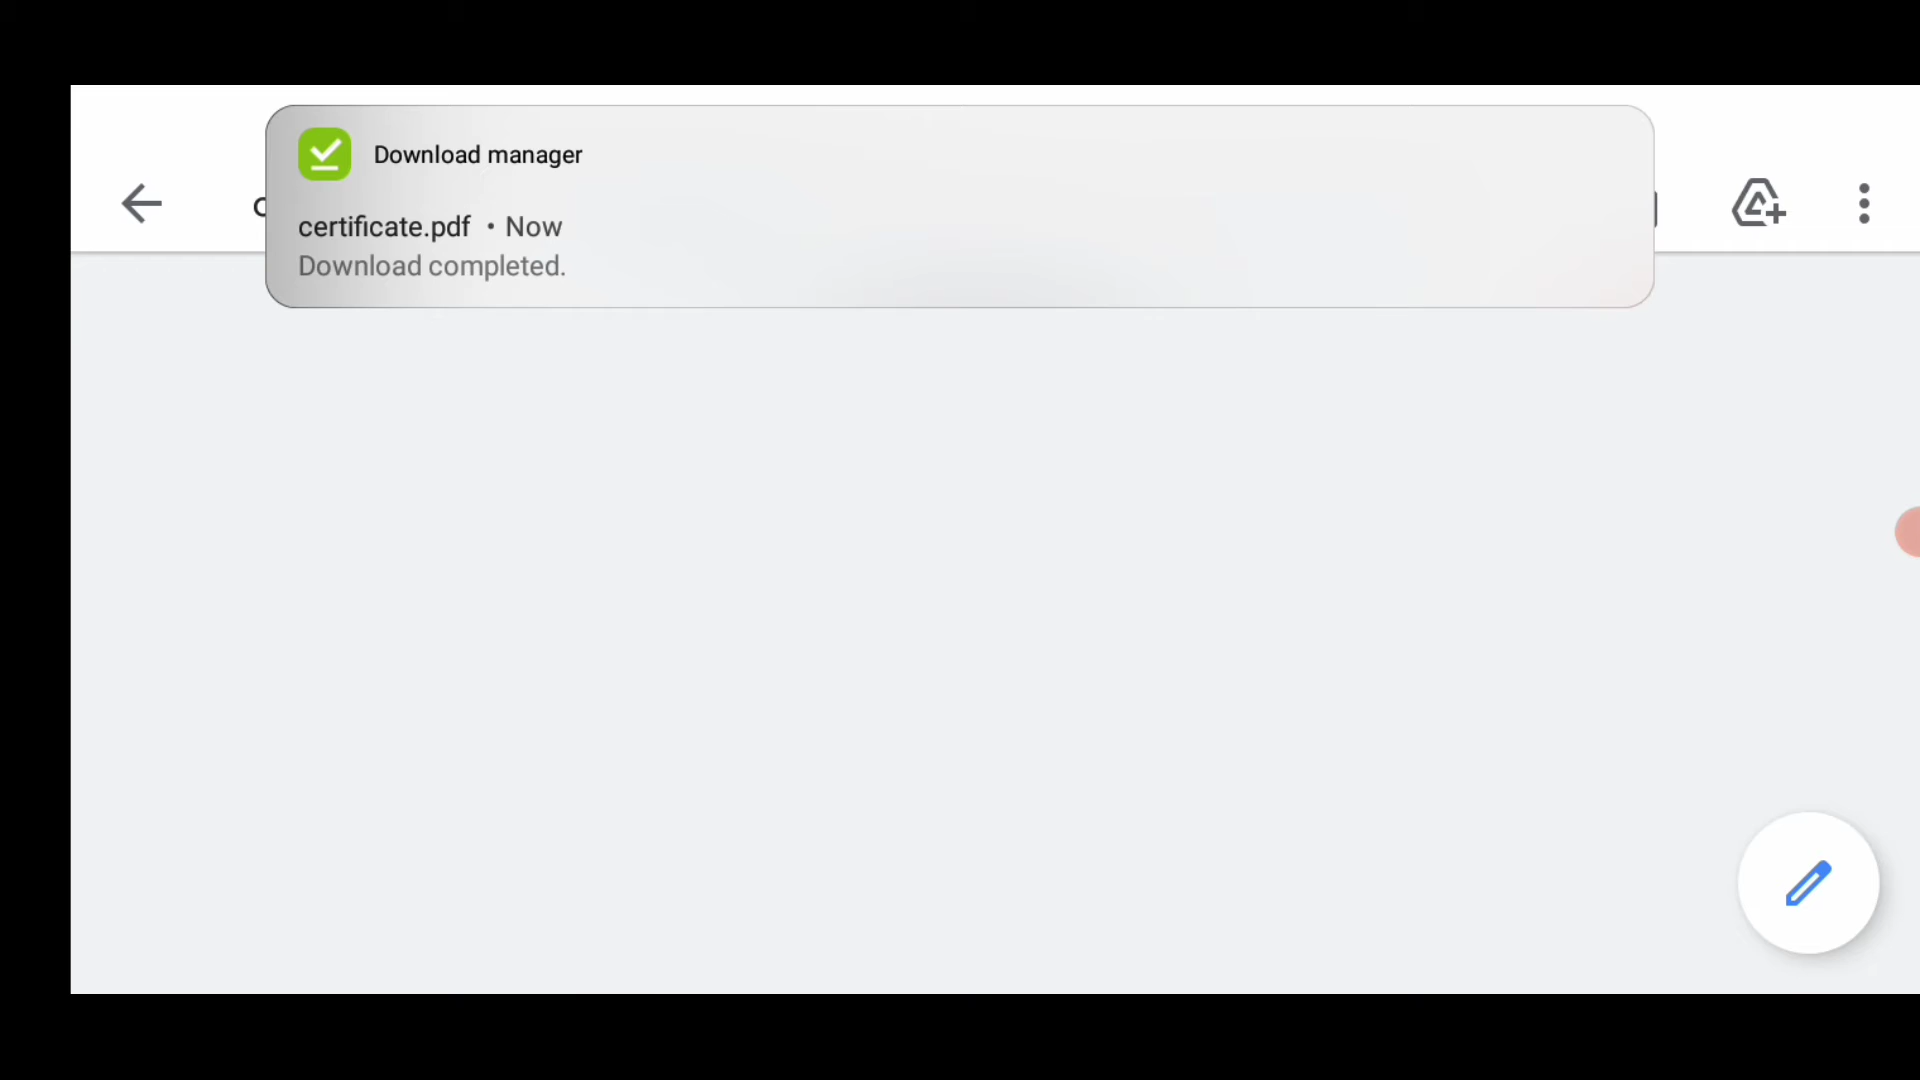 Download manager
certificate.pdf • Now
Download completed.